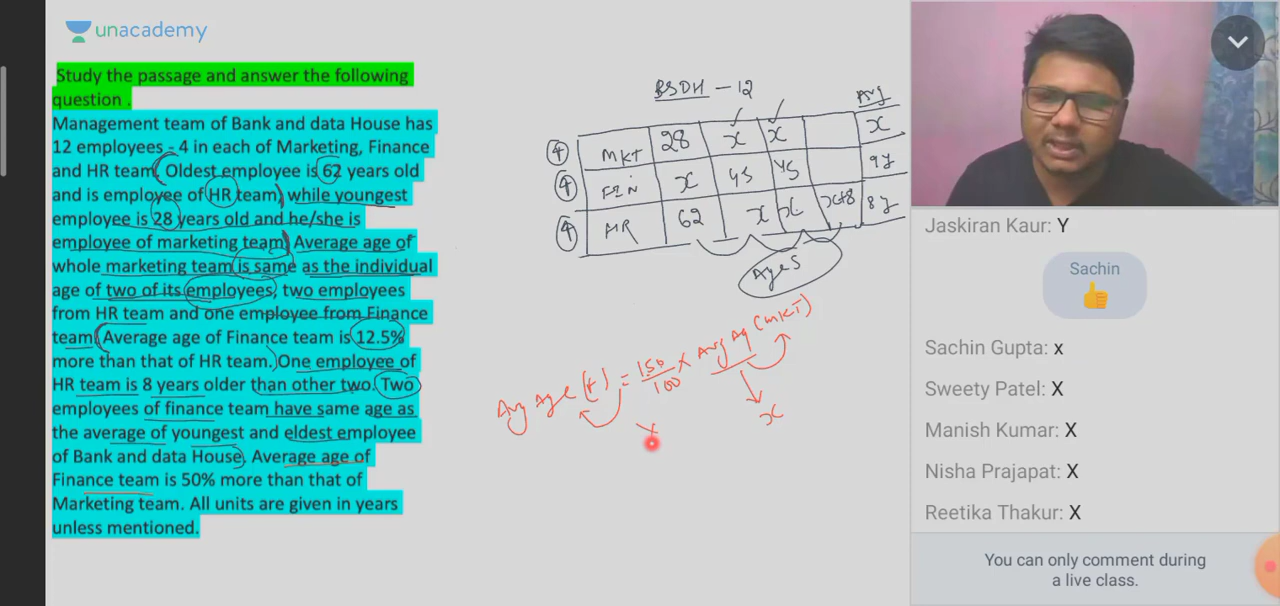 unacademy
Study the passage and answer the following
question .
Management team of Bank and data House has
12 employees - 4 in each of Marketing, Finance
and HR team. Oldest employee is 62 years old
and is employee of HR team, while youngest
employee is 28 years old and he/she is
employee of marketing team. Average age of
whole marketing team is same as the individual
age of two of its employees, two employees
from HR team and one employee from Finance
team. Average age of Finance team is 12.5%
more than that of HR team. One employee of
HR team is 8 years older than other two. Two
employees of finance team have same age as
the average of youngest and eldest employee
of Bank and data House. Average age of
Finance team is 50% more than that of
Marketing team. All units are given in years
unless mentioned.
BSDH - 12
Avg
④ MKT 28 x x x
④ FIN x 45 45 9y
④ HR 62 x x x+8 8y
Ages
Avg Age (f) = 150/100 x Avg Ag (MKT)
x
Jaskiran Kaur: Y
Sachin
👍
Sachin Gupta: x
Sweety Patel: X
Manish Kumar: X
Nisha Prajapat: X
Reetika Thakur: X
You can only comment during
a live class.